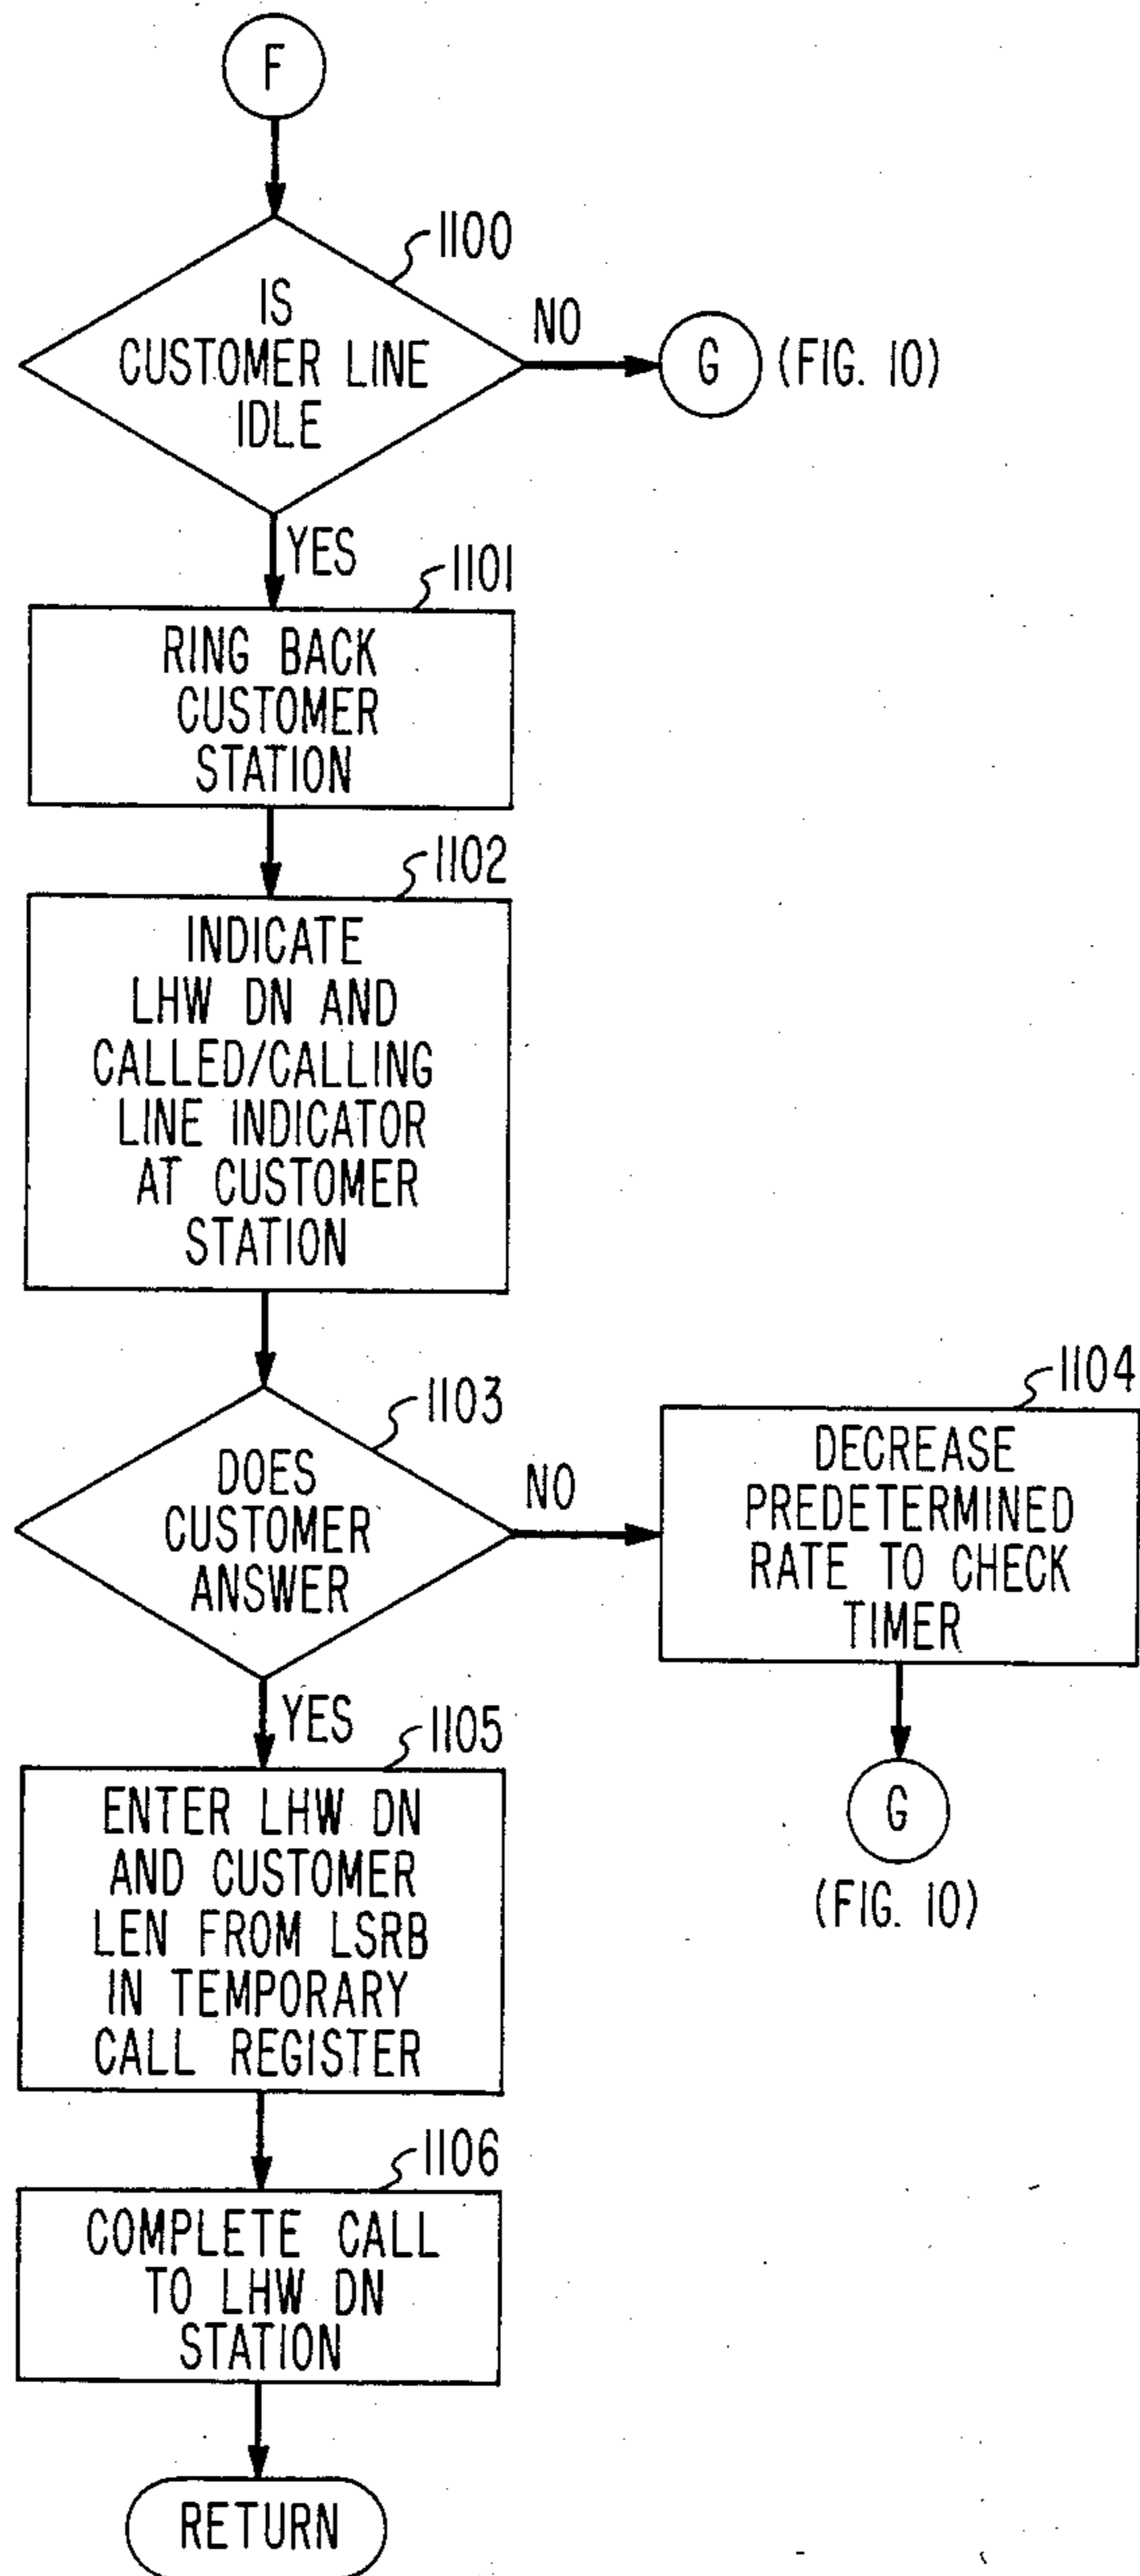 F
1100
IS
CUSTOMER LINE
IDLE
NO
G (FIG. 10)
YES
1101
RING BACK
CUSTOMER
STATION
1102
INDICATE
LHW DN AND
CALLED/CALLING
LINE INDICATOR
AT CUSTOMER
STATION
1103
DOES
CUSTOMER
ANSWER
NO
1104
DECREASE
PREDETERMINED
RATE TO CHECK
TIMER
G
(FIG. 10)
YES
1105
ENTER LHW DN
AND CUSTOMER
LEN FROM LSRB
IN TEMPORARY
CALL REGISTER
1106
COMPLETE CALL
TO LHW DN
STATION
RETURN